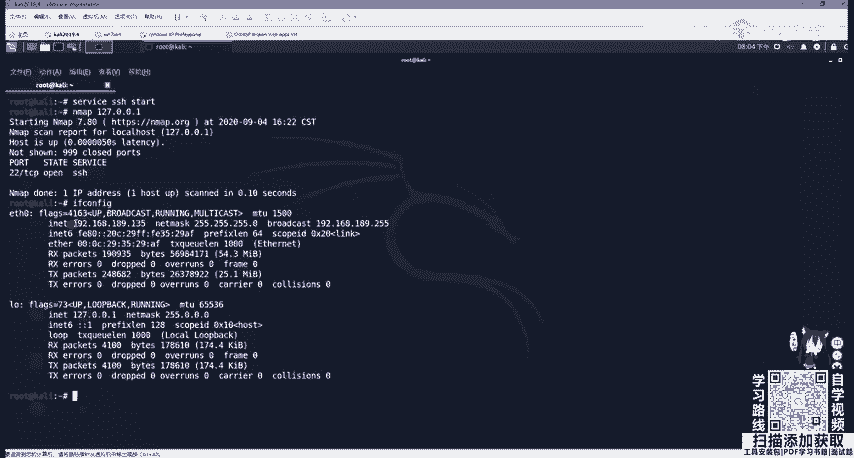 08:04 下午
root@kali: ~
root@kali: ~
文件(F) 动作(A) 编辑(E) 查看(V) 帮助(H)
root@kali: ~
root@kali:~# service ssh start
root@kali:~# nmap 127.0.0.1
Starting Nmap 7.80 ( https://nmap.org ) at 2020-09-04 16:22 CST
Nmap scan report for localhost (127.0.0.1)
Host is up (0.0000050s latency).
Not shown: 999 closed ports
PORT STATE SERVICE
22/tcp open ssh
Nmap done: 1 IP address (1 host up) scanned in 0.10 seconds
root@kali:~# ifconfig
eth0: flags=4163<UP,BROADCAST,RUNNING,MULTICAST> mtu 1500
inet 192.168.189.135 netmask 255.255.255.0 broadcast 192.168.189.255
inet6 fe80::20c:29ff:fe35:29af prefixlen 64 scopeid 0x20<link>
ether 00:0c:29:35:29:af txqueuelen 1000 (Ethernet)
RX packets 190935 bytes 56984171 (54.3 MiB)
RX errors 0 dropped 0 overruns 0 frame 0
TX packets 248682 bytes 26378922 (25.1 MiB)
TX errors 0 dropped 0 overruns 0 carrier 0 collisions 0
lo: flags=73<UP,LOOPBACK,RUNNING> mtu 65536
inet 127.0.0.1 netmask 255.0.0.0
inet6 ::1 prefixlen 128 scopeid 0x10<host>
loop txqueuelen 1000 (Local Loopback)
RX packets 4100 bytes 178610 (174.4 KiB)
RX errors 0 dropped 0 overruns 0 frame 0
TX packets 4100 bytes 178610 (174.4 KiB)
TX errors 0 dropped 0 overruns 0 carrier 0 collisions 0
root@kali:~#
学习路线
自学视频
扫描添加获取
工具安装包|PDF学习书籍|面试题